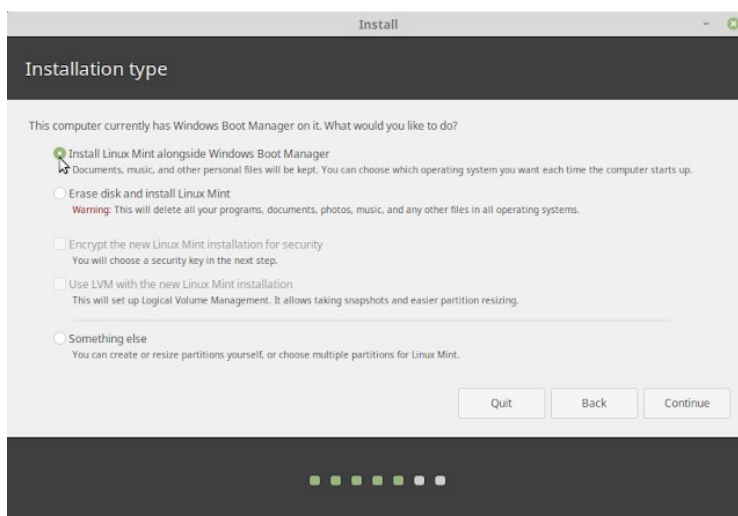 Install
Installation type
This computer currently has Windows Boot Manager on it. What would you like to do?
Install Linux Mint alongside Windows Boot Manager
Documents, music, and other personal files will be kept. You can choose which operating system you want each time the computer starts up.
Erase disk and install Linux Mint
Warning: This will delete all your programs, documents, photos, music, and any other files in all operating systems.
Encrypt the new Linux Mint installation for security
You will choose a security key in the next step.
Use LVM with the new Linux Mint installation
This will set up Logical Volume Management. It allows taking snapshots and easier partition resizing.
Something else
You can create or resize partitions yourself, or choose multiple partitions for Linux Mint.
Quit Back Continue